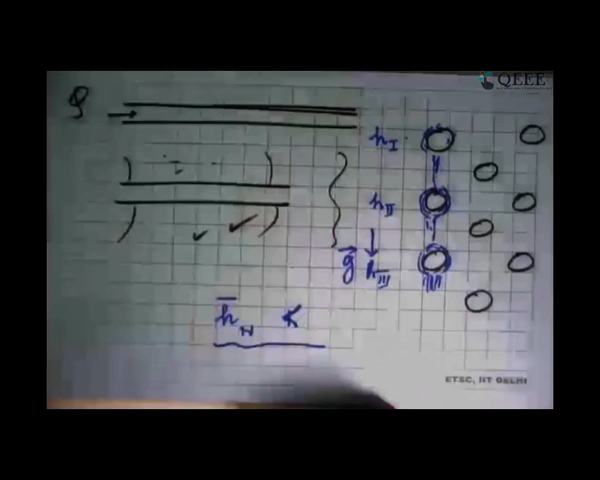 QEEE
Q
h_I
h_II
g⃗ h_III
h̅_N <
ETSC, IIT DELHI